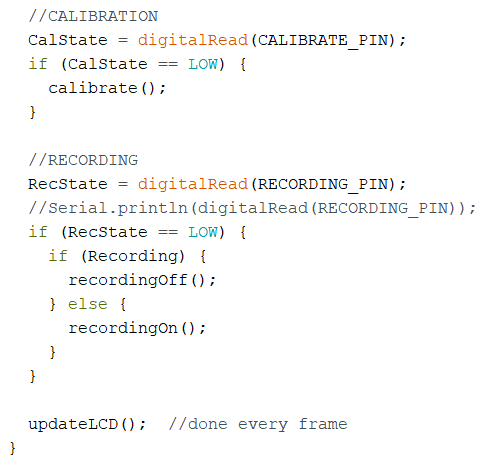 //CALIBRATION
CalState = digitalRead(CALIBRATE_PIN);
if (CalState == LOW) {
calibrate();
}
//RECORDING
RecState = digitalRead(RECORDING_PIN);
//Serial.println(digitalRead(RECORDING_PIN));
if (RecState == LOW) {
if (Recording) {
recordingOff();
} else {
recordingOn();
}
}
updateLCD();  //done every frame
}